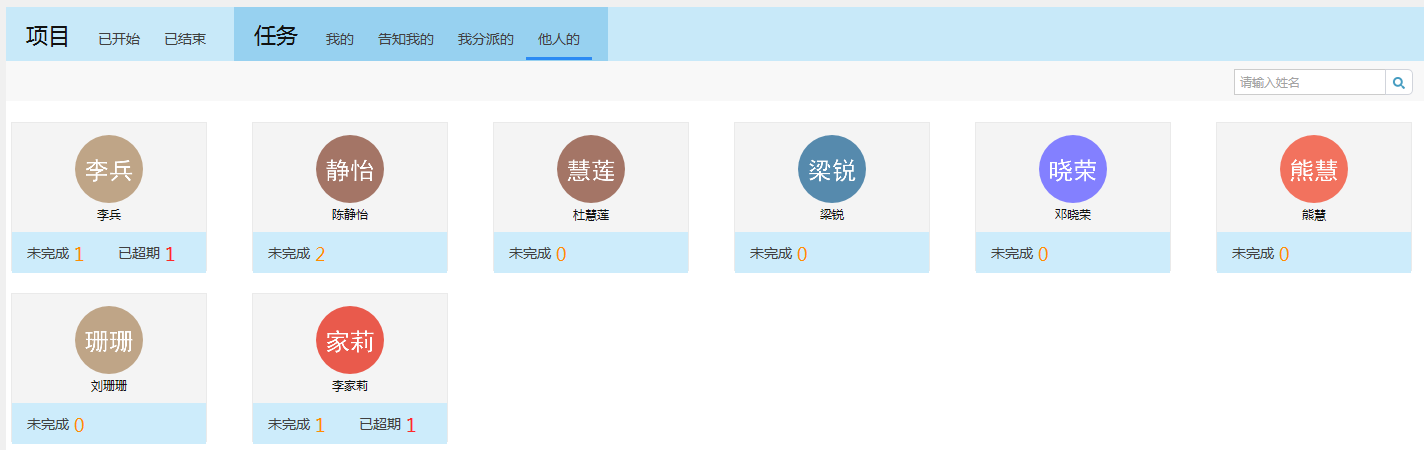 项目 已开始 已结束 任务 我的 告知我的 我分派的 他人的
请输入姓名
李兵 静怡 慧莲 梁锐 晓荣 熊慧
李兵 陈静怡 杜慧莲 梁锐 邓晓荣 熊慧
未完成 1 已超期 1 未完成 2 未完成 0 未完成 0 未完成 0 未完成 0
珊珊 家莉
刘珊珊 李家莉
未完成 0 未完成 1 已超期 1